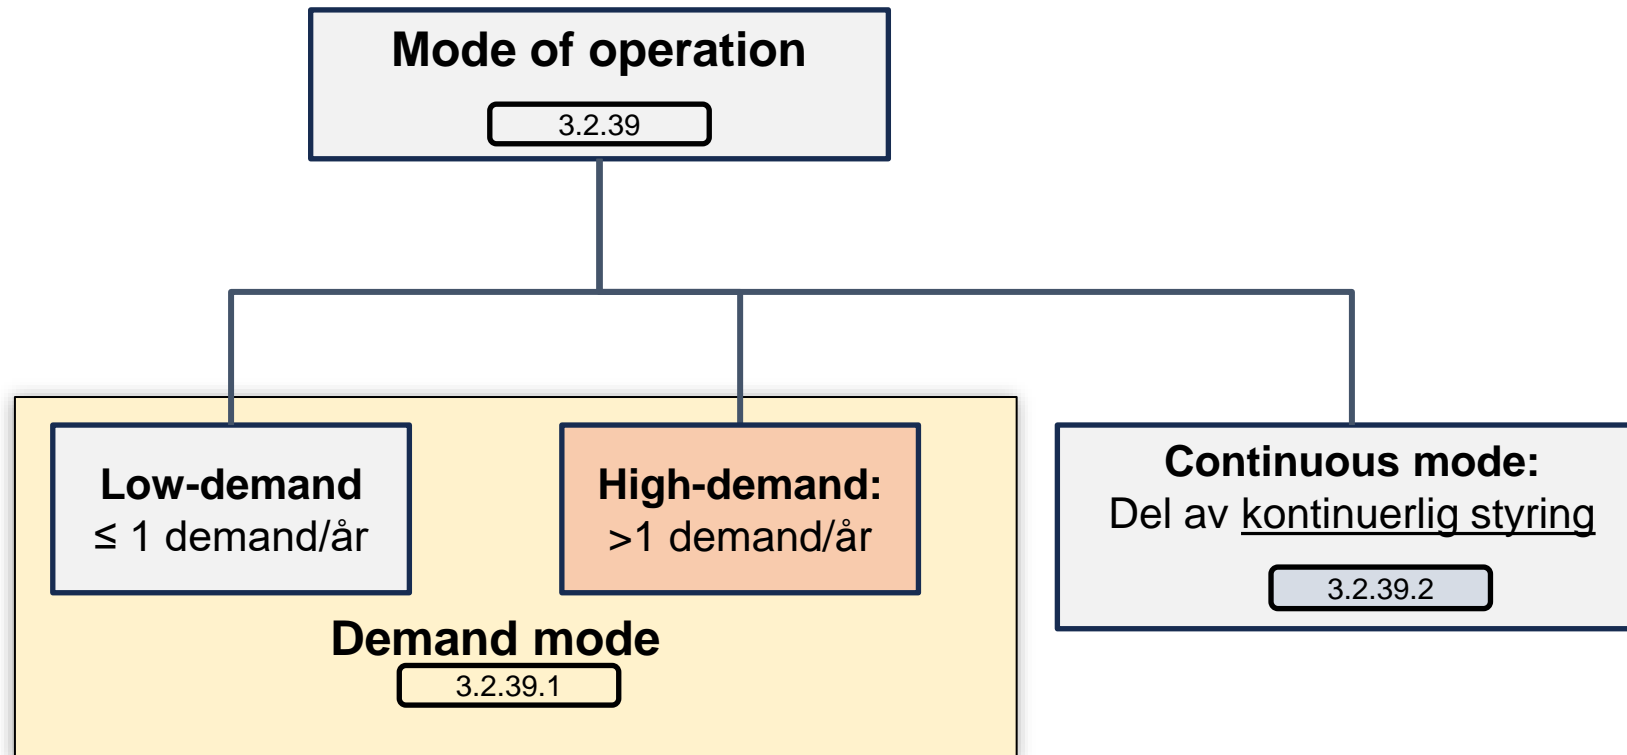 Mode of operation
3.2.39
Low-demand
≤ 1 demand/år
High-demand:
>1 demand/år
Demand mode
3.2.39.1
Continuous mode:
Del av kontinuerlig styring
3.2.39.2